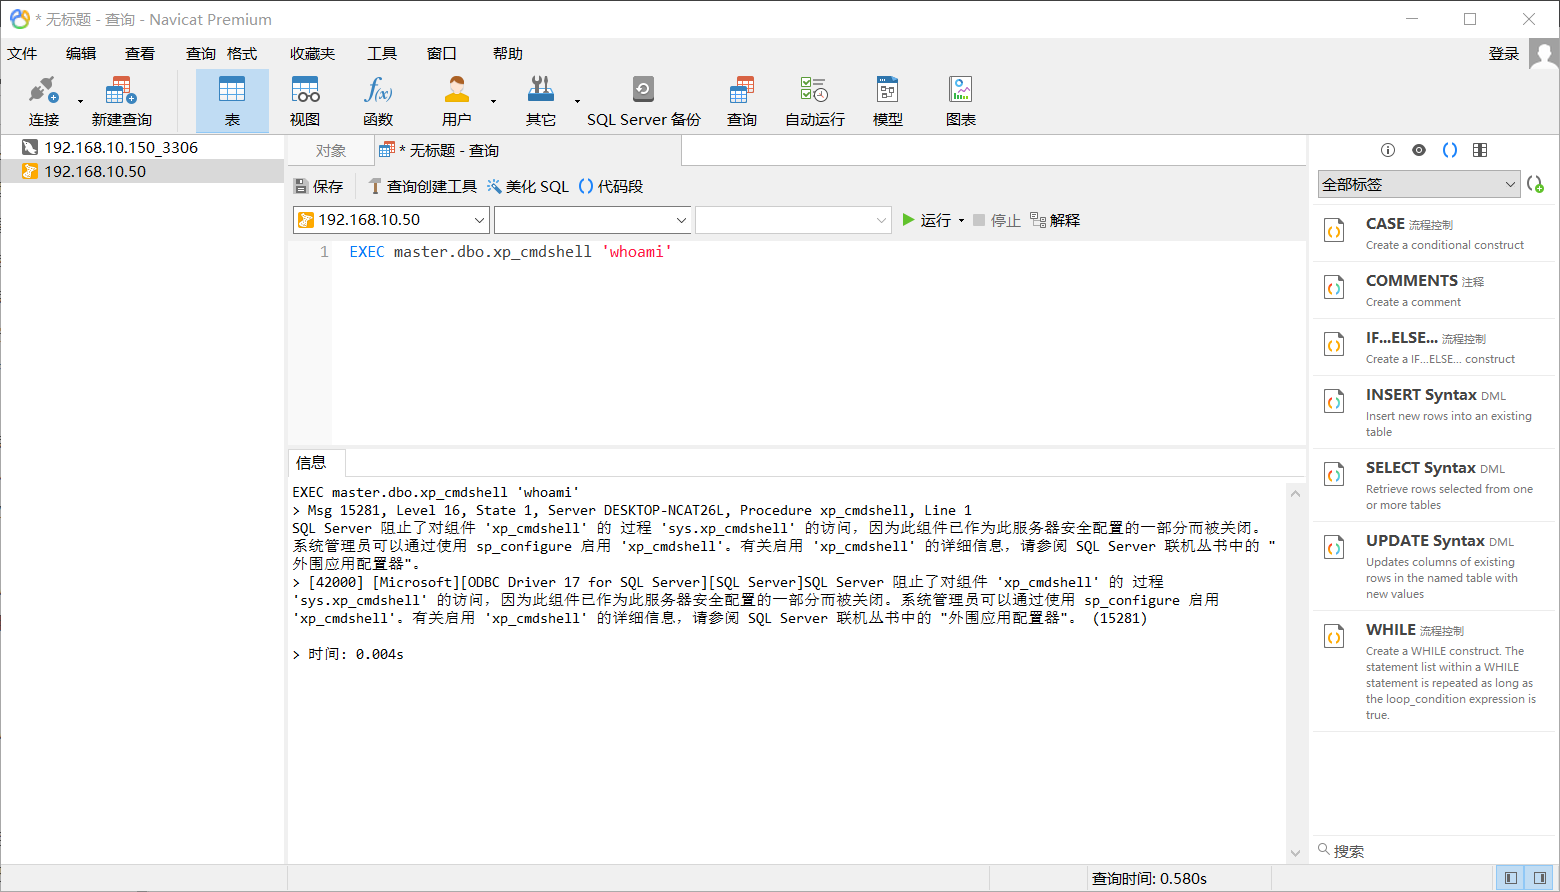 * 无标题 - 查询 - Navicat Premium
文件 编辑 查看 查询 格式 收藏夹 工具 窗口 帮助 登录
连接 新建查询 表 视图 函数 用户 其它 SQL Server 备份 查询 自动运行 模型 图表
192.168.10.150_3306
192.168.10.50
对象 * 无标题 - 查询
保存 查询创建工具 美化 SQL () 代码段
192.168.10.50 运行 停止 解释
1 EXEC master.dbo.xp_cmdshell 'whoami'
信息
EXEC master.dbo.xp_cmdshell 'whoami'
> Msg 15281, Level 16, State 1, Server DESKTOP-NCAT26L, Procedure xp_cmdshell, Line 1
SQL Server 阻止了对组件 'xp_cmdshell' 的 过程 'sys.xp_cmdshell' 的访问，因为此组件已作为此服务器安全配置的一部分而被关闭。
系统管理员可以通过使用 sp_configure 启用 'xp_cmdshell'。有关启用 'xp_cmdshell' 的详细信息，请参阅 SQL Server 联机丛书中的 "
外围应用配置器"。
> [42000] [Microsoft][ODBC Driver 17 for SQL Server][SQL Server]SQL Server 阻止了对组件 'xp_cmdshell' 的 过程
'sys.xp_cmdshell' 的访问，因为此组件已作为此服务器安全配置的一部分而被关闭。系统管理员可以通过使用 sp_configure 启用
'xp_cmdshell'。有关启用 'xp_cmdshell' 的详细信息，请参阅 SQL Server 联机丛书中的 "外围应用配置器"。 (15281)
> 时间: 0.004s
全部标签
CASE 流程控制
Create a conditional construct
COMMENTS 注释
Create a comment
IF...ELSE... 流程控制
Create a IF...ELSE... construct
INSERT Syntax DML
Insert new rows into an existing
table
SELECT Syntax DML
Retrieve rows selected from one
or more tables
UPDATE Syntax DML
Updates columns of existing
rows in the named table with
new values
WHILE 流程控制
Create a WHILE construct. The
statement list within a WHILE
statement is repeated as long as
the loop_condition expression is
true.
搜索
查询时间: 0.580s